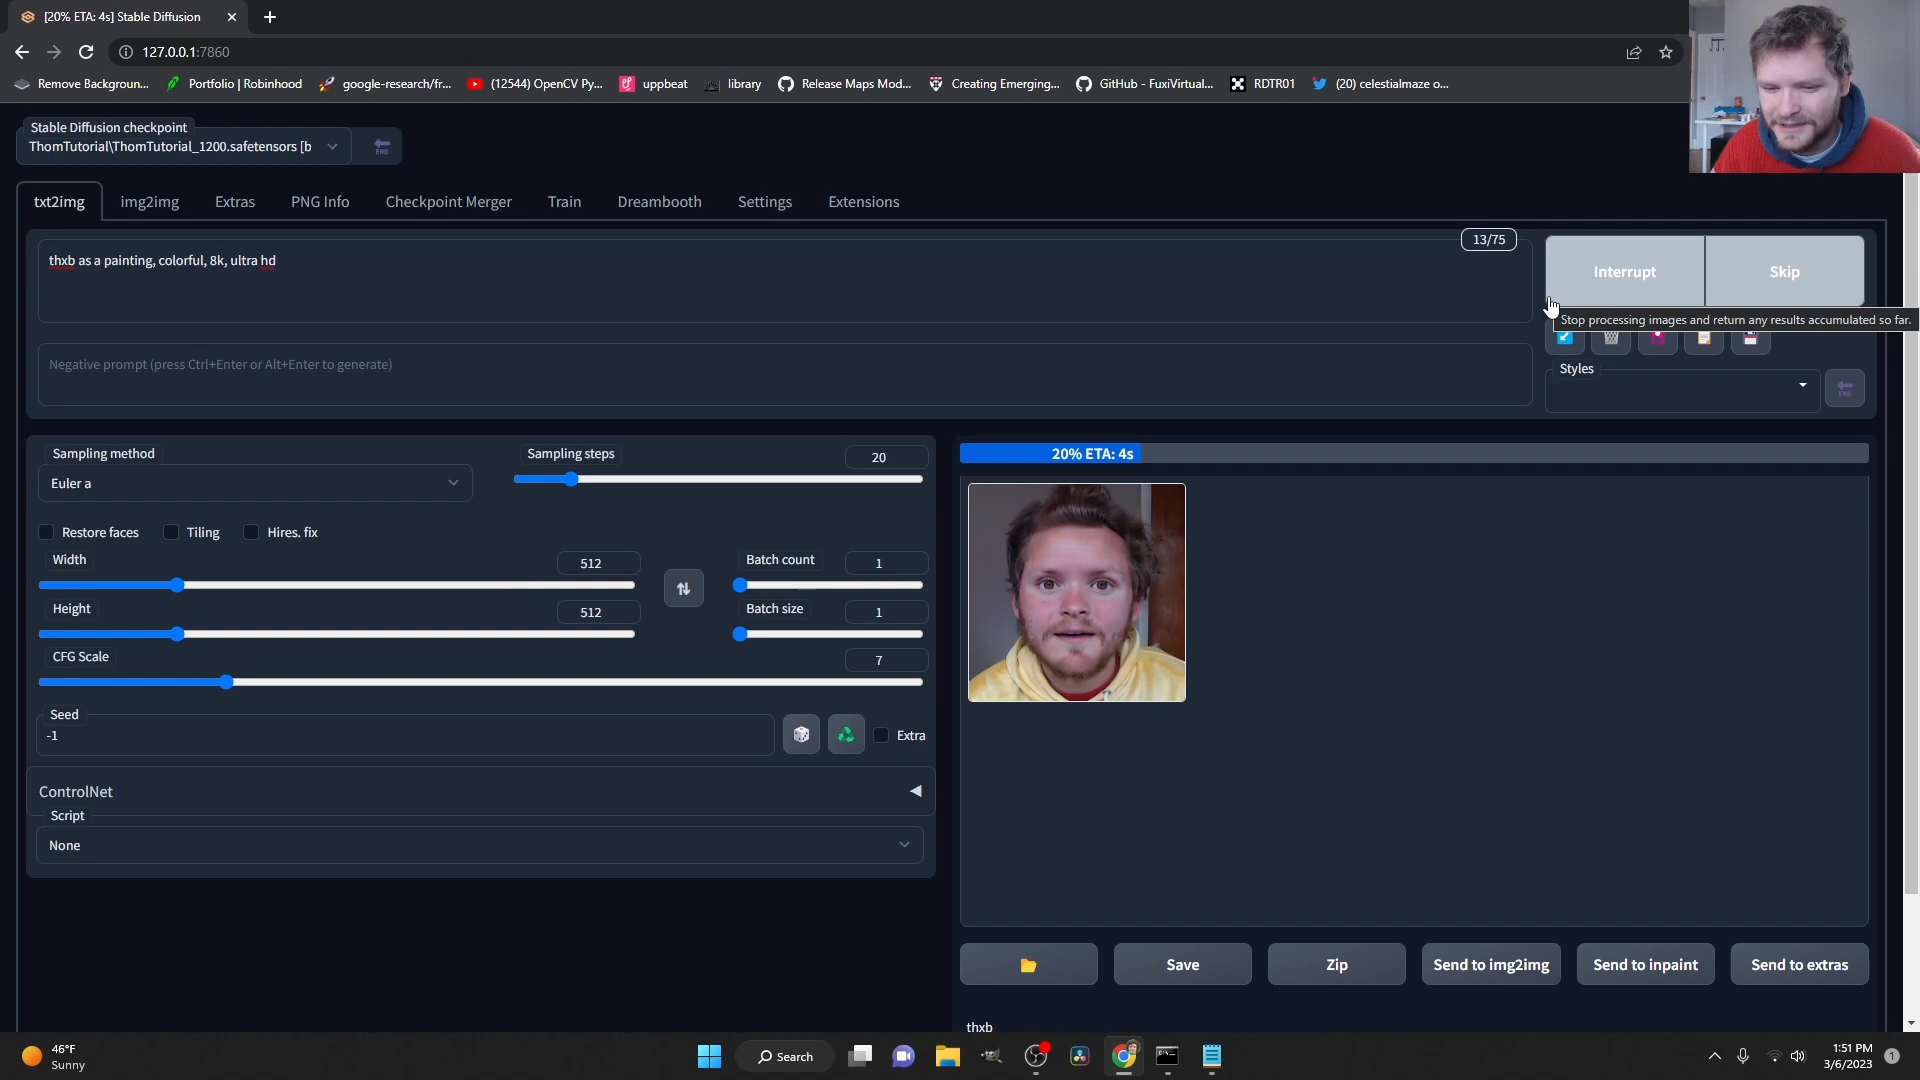 [20% ETA: 4s] Stable Diffusion
127.0.0.1:7860
Remove Backgroun...
Portfolio | Robinhood
google-research/fr...
(12544) OpenCV Py...
uppbeat
library
Release Maps Mod...
Creating Emerging...
GitHub - FuxiVirtual...
RDTR01
(20) celestialmaze o...
Stable Diffusion checkpoint
ThomTutorial\ThomTutorial_1200.safetensors [b
txt2img
img2img
Extras
PNG Info
Checkpoint Merger
Train
Dreambooth
Settings
Extensions
thxb as a painting, colorful, 8k, ultra hd
13/75
Interrupt
Skip
Stop processing images and return any results accumulated so far.
Negative prompt (press Ctrl+Enter or Alt+Enter to generate)
Styles
Sampling method
Euler a
Sampling steps
20
20% ETA: 4s
Restore faces
Tiling
Hires. fix
Width
512
Height
512
Batch count
1
Batch size
1
CFG Scale
7
Seed
-1
Extra
ControlNet
Script
None
Save
Zip
Send to img2img
Send to inpaint
Send to extras
thxb
46°F
Sunny
Search
1:51 PM
3/6/2023
1